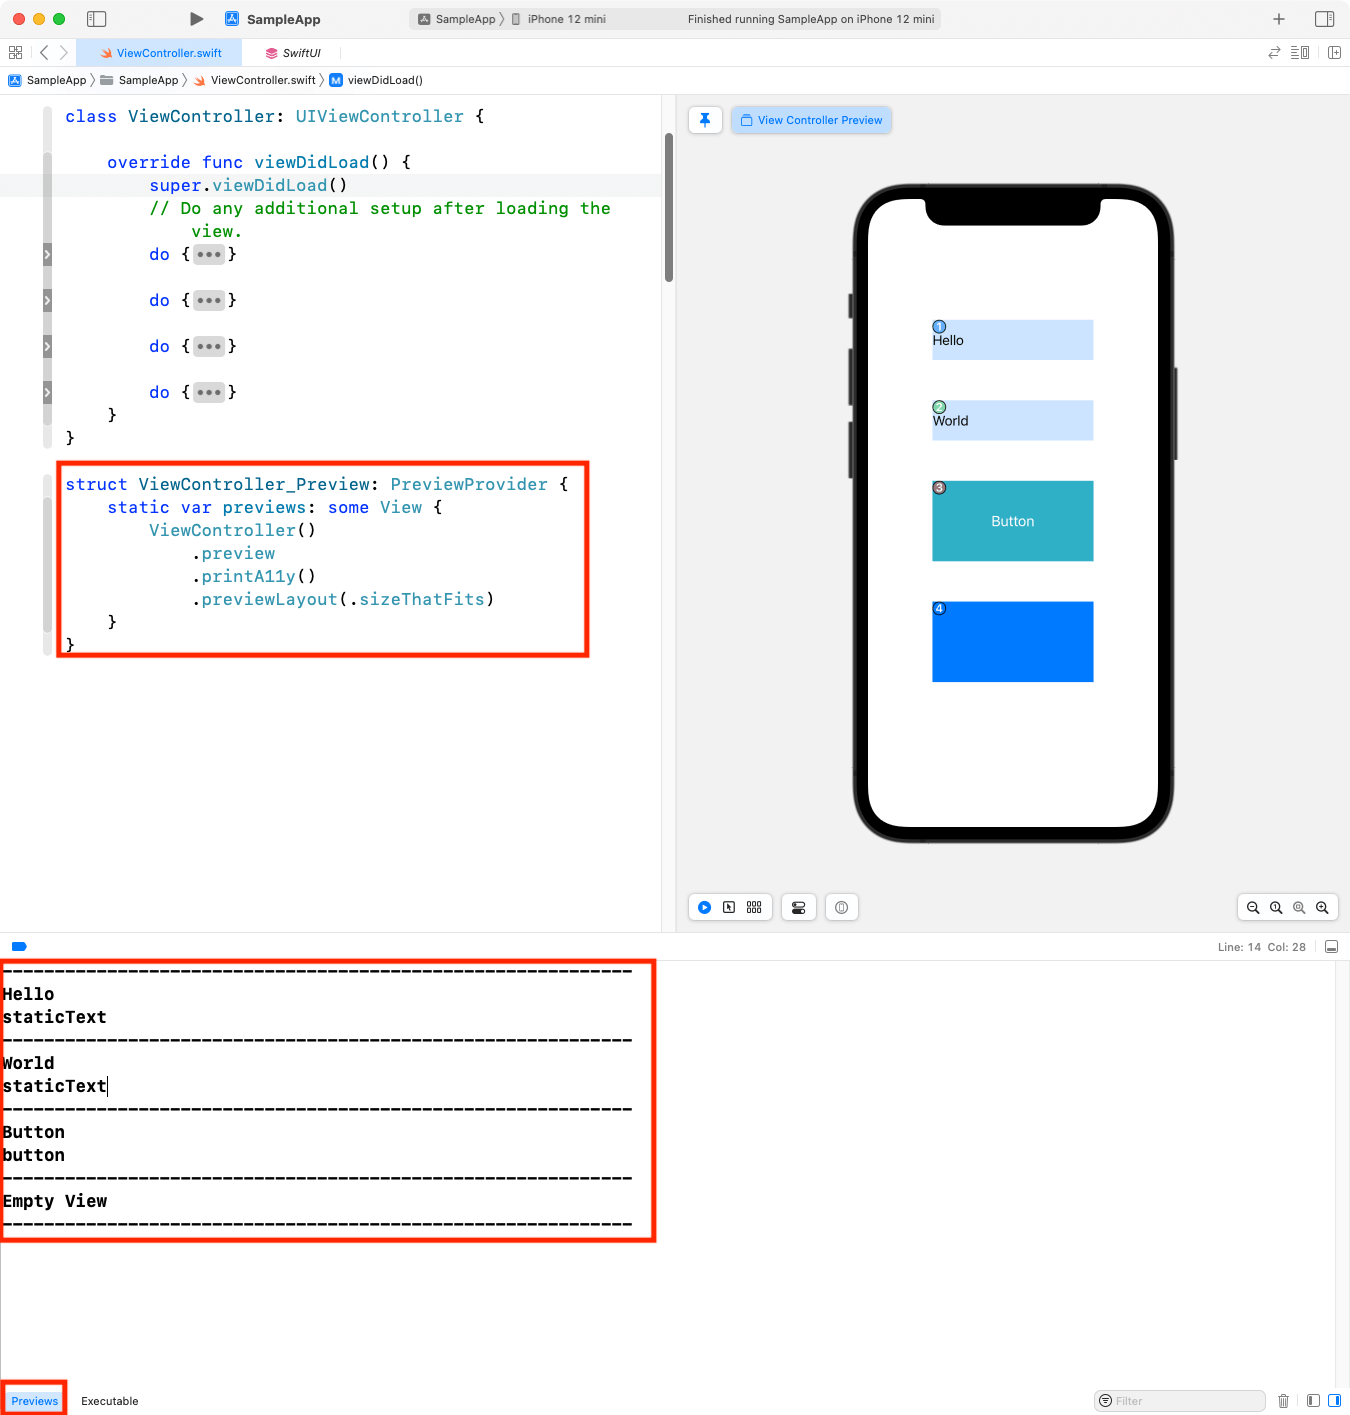 SampleApp
SampleApp
iPhone 12 mini
Finished running SampleApp on iPhone 12 mini
ViewController.swift
SwiftUI
SampleApp
SampleApp
ViewController.swift
M
viewDidLoad()
class ViewController: UIViewController {
override func viewDidLoad() {
super.viewDidLoad()
// Do any additional setup after loading the
view.
do {•••}
do {•••}
do {•••}
do {•••}
}
}
struct ViewController_Preview: PreviewProvider {
static var previews: some View {
ViewController()
.preview
.printA11y()
.previewLayout(.sizeThatFits)
}
}
View Controller Preview
1
Hello
2
World
3
Button
4
Line: 14 Col: 28
------------------------------------------------------------
Hello
staticText
------------------------------------------------------------
World
staticText
------------------------------------------------------------
Button
button
------------------------------------------------------------
Empty View
------------------------------------------------------------
Previews
Executable
Filter